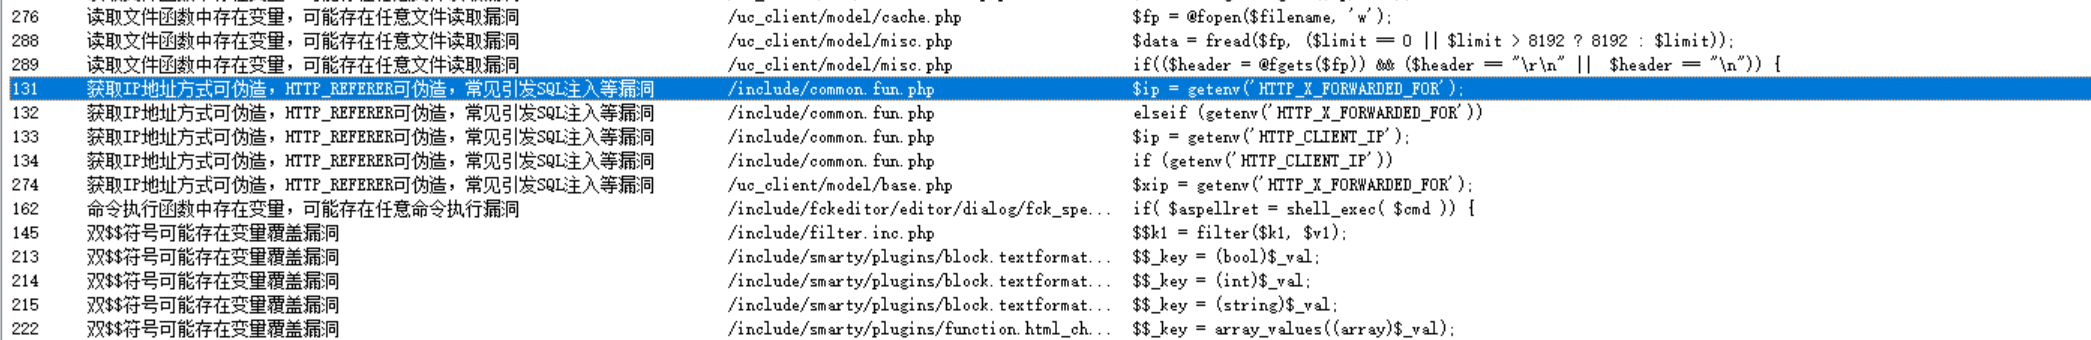 276 读取文件函数中存在变量，可能存在任意文件读取漏洞 /uc_client/model/cache.php $fp = @fopen($filename, 'w');
288 读取文件函数中存在变量，可能存在任意文件读取漏洞 /uc_client/model/misc.php $data = fread($fp, ($limit == 0 || $limit > 8192 ? 8192 : $limit));
289 读取文件函数中存在变量，可能存在任意文件读取漏洞 /uc_client/model/misc.php if(($header = @fgets($fp)) && ($header == "\r\n" || $header == "\n")) {
131 获取IP地址方式可伪造，HTTP_REFERER可伪造，常见引发SQL注入等漏洞 /include/common.fun.php $ip = getenv('HTTP_X_FORWARDED_FOR');
132 获取IP地址方式可伪造，HTTP_REFERER可伪造，常见引发SQL注入等漏洞 /include/common.fun.php elseif (getenv('HTTP_X_FORWARDED_FOR'))
133 获取IP地址方式可伪造，HTTP_REFERER可伪造，常见引发SQL注入等漏洞 /include/common.fun.php $ip = getenv('HTTP_CLIENT_IP');
134 获取IP地址方式可伪造，HTTP_REFERER可伪造，常见引发SQL注入等漏洞 /include/common.fun.php if (getenv('HTTP_CLIENT_IP'))
274 获取IP地址方式可伪造，HTTP_REFERER可伪造，常见引发SQL注入等漏洞 /uc_client/model/base.php $xip = getenv('HTTP_X_FORWARDED_FOR');
162 命令执行函数中存在变量，可能存在任意命令执行漏洞 /include/fckeditor/editor/dialog/fck_spe... if( $aspellret = shell_exec( $cmd )) {
145 双$$符号可能存在变量覆盖漏洞 /include/filter.inc.php $$k1 = filter($k1, $v1);
213 双$$符号可能存在变量覆盖漏洞 /include/smarty/plugins/block.textformat... $$_key = (bool)$_val;
214 双$$符号可能存在变量覆盖漏洞 /include/smarty/plugins/block.textformat... $$_key = (int)$_val;
215 双$$符号可能存在变量覆盖漏洞 /include/smarty/plugins/block.textformat... $$_key = (string)$_val;
222 双$$符号可能存在变量覆盖漏洞 /include/smarty/plugins/function.html_ch... $$_key = array_values((array)$_val);